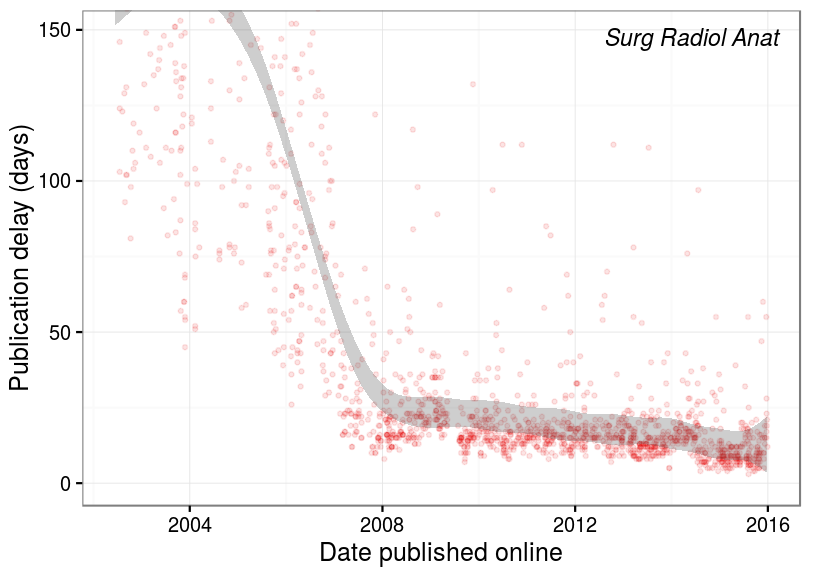 Surg Radiol Anat
150
100
50
0
Publication delay (days)
2004 2008 2012 2016
Date published online